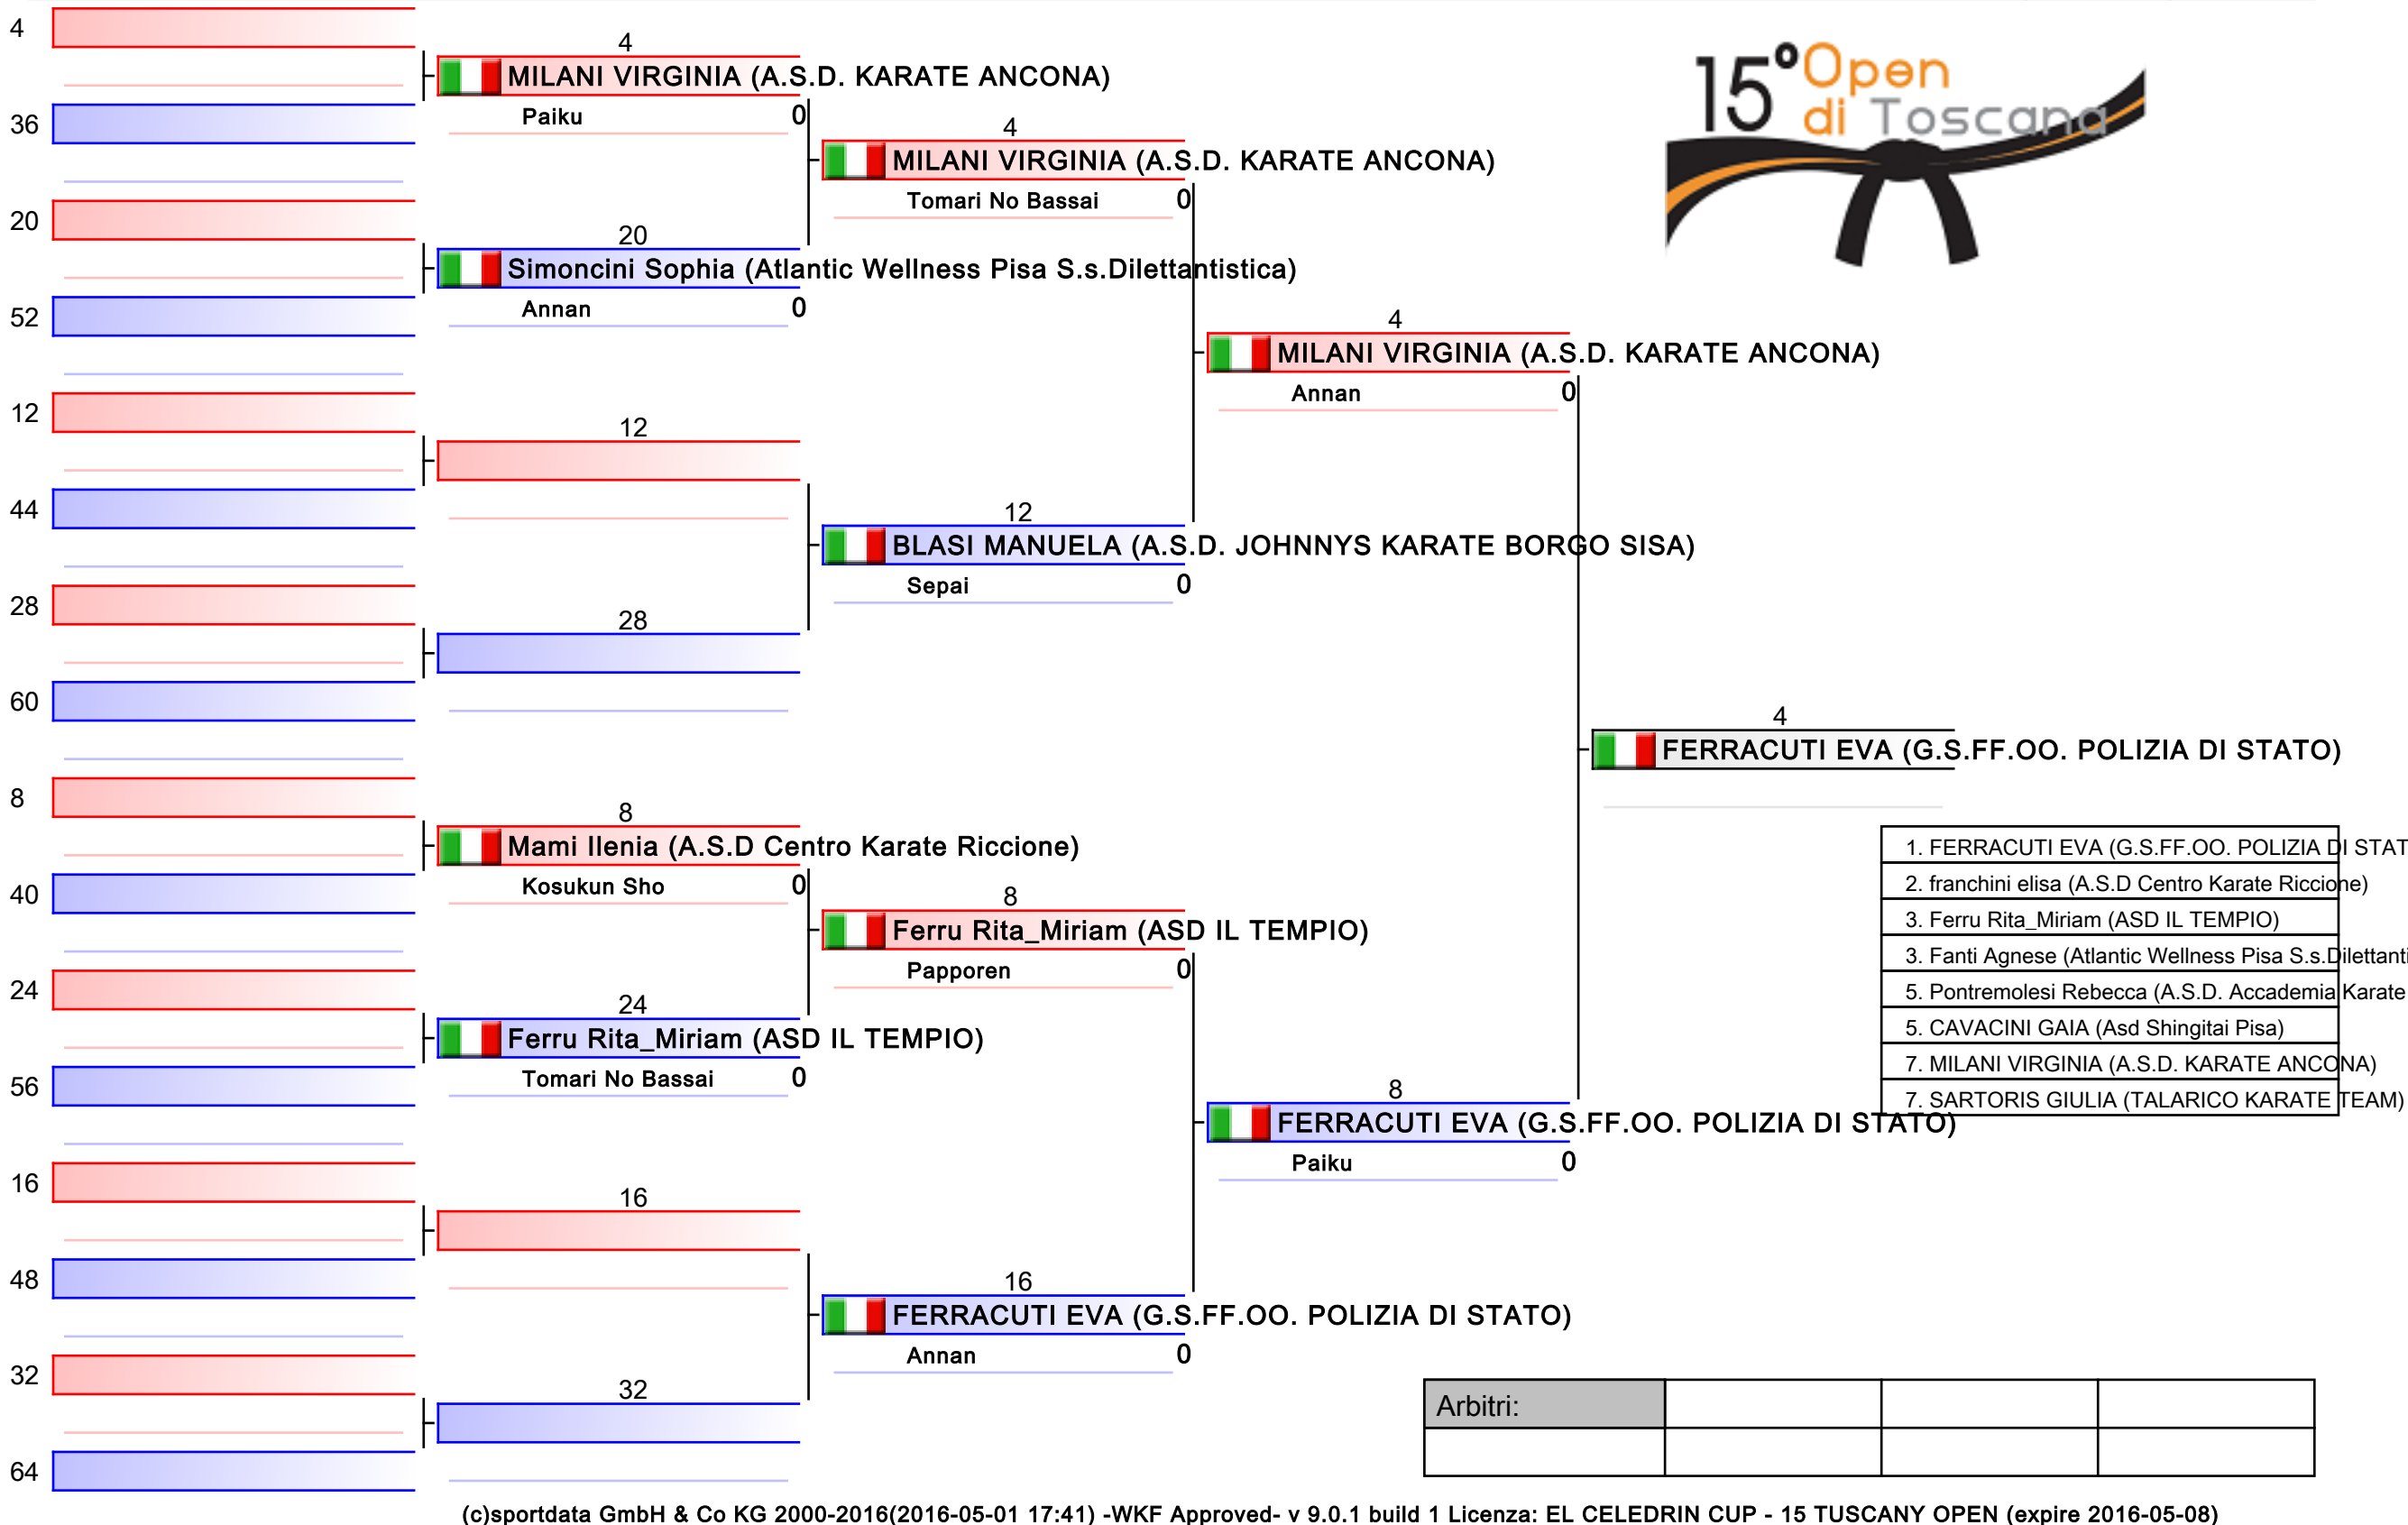 4
36
20
52
12
44
28
60
8
40
24
56
16
48
32
64
4
MILANI VIRGINIA (A.S.D. KARATE ANCONA)
Paiku 0
20
Simoncini Sophia (Atlantic Wellness Pisa S.s.Dilettantistica)
Annan 0
12
28
8
Mami Ilenia (A.S.D Centro Karate Riccione)
Kosukun Sho 0
24
Ferru Rita_Miriam (ASD IL TEMPIO)
Tomari No Bassai 0
16
32
4
MILANI VIRGINIA (A.S.D. KARATE ANCONA)
Tomari No Bassai 0
12
BLASI MANUELA (A.S.D. JOHNNYS KARATE BORGO SISA)
Sepai 0
8
Ferru Rita_Miriam (ASD IL TEMPIO)
Papporen 0
16
FERRACUTI EVA (G.S.FF.OO. POLIZIA DI STATO)
Annan 0
4
MILANI VIRGINIA (A.S.D. KARATE ANCONA)
Annan 0
8
FERRACUTI EVA (G.S.FF.OO. POLIZIA DI STATO)
Paiku 0
4
FERRACUTI EVA (G.S.FF.OO. POLIZIA DI STATO)
15° Open
di Toscana
1. FERRACUTI EVA (G.S.FF.OO. POLIZIA DI STAT
2. franchini elisa (A.S.D Centro Karate Riccione)
3. Ferru Rita_Miriam (ASD IL TEMPIO)
3. Fanti Agnese (Atlantic Wellness Pisa S.s.Dilettanti
5. Pontremolesi Rebecca (A.S.D. Accademia Karate
5. CAVACINI GAIA (Asd Shingitai Pisa)
7. MILANI VIRGINIA (A.S.D. KARATE ANCONA)
7. SARTORIS GIULIA (TALARICO KARATE TEAM)
Arbitri:
(c)sportdata GmbH & Co KG 2000-2016(2016-05-01 17:41) -WKF Approved- v 9.0.1 build 1 Licenza: EL CELEDRIN CUP - 15 TUSCANY OPEN (expire 2016-05-08)